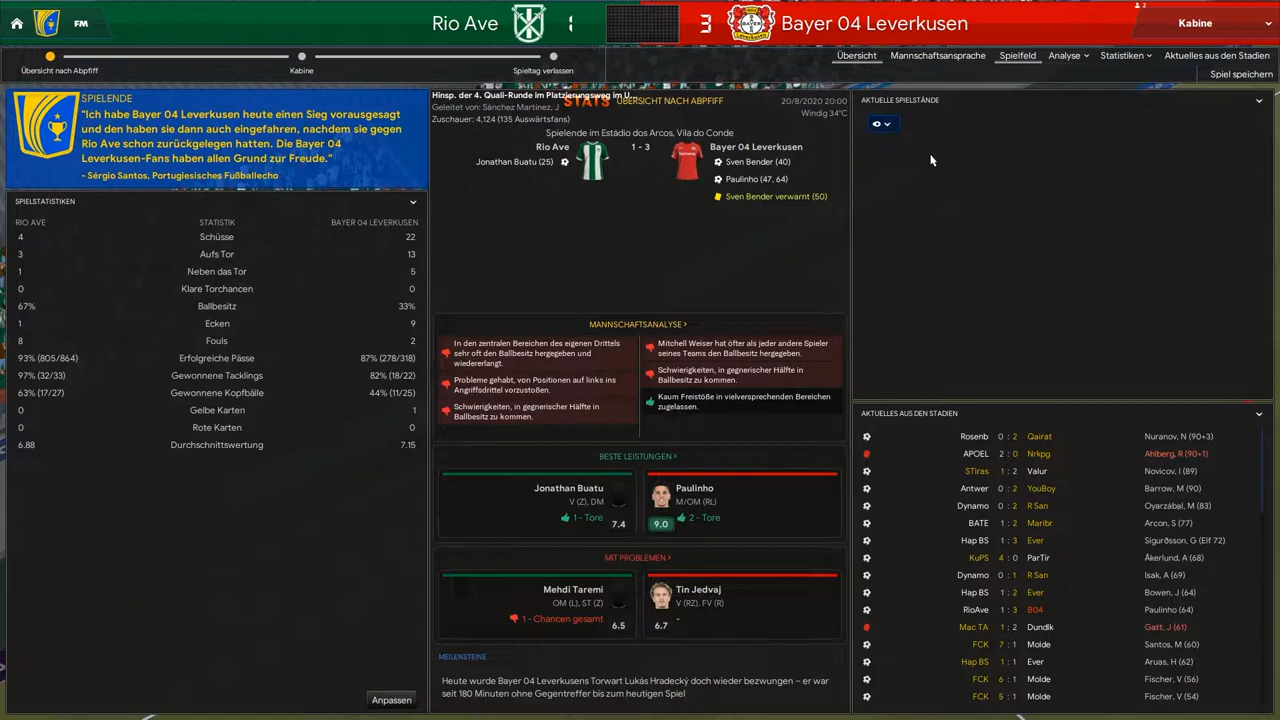 FM
Rio Ave
1
3
Bayer 04 Leverkusen
2
Kabine
Übersicht nach Abpfiff
Kabine
Spieltag verlassen
Übersicht
Mannschaftsansprache
Spielfeld
Analyse
Statistiken
Aktuelles aus den Stadien
Spiel speichern
SPIELENDE
"Ich habe Bayer 04 Leverkusen heute einen Sieg vorausgesagt
und den haben sie dann auch eingefahren, nachdem sie gegen
Rio Ave schon zurückgelegen hatten. Die Bayer 04
Leverkusen-Fans haben allen Grund zur Freude."
- Sérgio Santos, Portugiesisches Fußballecho
SPIELSTATISTIKEN
RIO AVE STATISTIK BAYER 04 LEVERKUSEN
4 Schüsse 22
3 Aufs Tor 13
1 Neben das Tor 5
0 Klare Torchancen 0
67% Ballbesitz 33%
1 Ecken 9
8 Fouls 2
93% (805/864) Erfolgreiche Pässe 87% (278/318)
97% (32/33) Gewonnene Tacklings 82% (18/22)
63% (17/27) Gewonnene Kopfbälle 44% (11/25)
0 Gelbe Karten 1
0 Rote Karten 0
6.88 Durchschnittswertung 7.15
Anpassen
Hinsp. der 4. Quali-Runde im Platzierungsweg im U...
Geleitet von: Sánchez Martínez, J
Zuschauer: 4,124 (135 Auswärtsfans)
STATS ÜBERSICHT NACH ABPFIFF
20/8/2020 20:00
Windig 34°C
Spielende im Estádio dos Arcos, Vila do Conde
Rio Ave 1 - 3 Bayer 04 Leverkusen
Jonathan Buatu (25) Sven Bender (40)
Paulinho (47, 64)
Sven Bender verwarnt (50)
MANNSCHAFTSANALYSE >
In den zentralen Bereichen des eigenen Drittels
sehr oft den Ballbesitz hergegeben und
wiedererlangt.
Probleme gehabt, von Positionen auf links ins
Angriffsdrittel vorzustoßen.
Schwierigkeiten, in gegnerischer Hälfte in
Ballbesitz zu kommen.
Mitchell Weiser hat öfter als jeder andere Spieler
seines Teams den Ballbesitz hergegeben.
Schwierigkeiten, in gegnerischer Hälfte in
Ballbesitz zu kommen.
Kaum Freistöße in vielversprechenden Bereichen
zugelassen.
BESTE LEISTUNGEN >
Jonathan Buatu
V (Z), DM
1 - Tore
7.4
Paulinho
M/OM (RL)
9.0
2 - Tore
MIT PROBLEMEN >
Mehdi Taremi
OM (L), ST (Z)
1 - Chancen gesamt
6.5
Tin Jedvaj
V (RZ), FV (R)
6.7
-
MEILENSTEINE
Heute wurde Bayer 04 Leverkusens Torwart Lukás Hradecký doch wieder bezwungen – er war
seit 180 Minuten ohne Gegentreffer bis zum heutigen Spiel
AKTUELLE SPIELSTÄNDE
AKTUELLES AUS DEN STADIEN
Rosenb 0 : 2 Qairat Nuranov, N (90+3)
APOEL 2 : 0 Nrkpg Ahlberg, R (90+1)
STiras 1 : 2 Valur Novicov, I (89)
Antwer 0 : 2 YouBoy Barrow, M (90)
Dynamo 0 : 2 R San Oyarzábal, M (83)
BATE 1 : 2 Maribr Arcon, S (77)
Hap BS 1 : 3 Ever Sigurðsson, G (Elf 72)
KuPS 4 : 0 ParTir Åkerlund, A (68)
Dynamo 0 : 1 R San Isak, A (69)
Hap BS 1 : 2 Ever Bowen, J (64)
RioAve 1 : 3 B04 Paulinho (64)
Mac TA 1 : 2 Dundlk Gatt, J (61)
FCK 7 : 1 Molde Santos, M (60)
Hap BS 1 : 1 Ever Aruas, H (62)
FCK 6 : 1 Molde Fischer, V (56)
FCK 5 : 1 Molde Fischer, V (54)